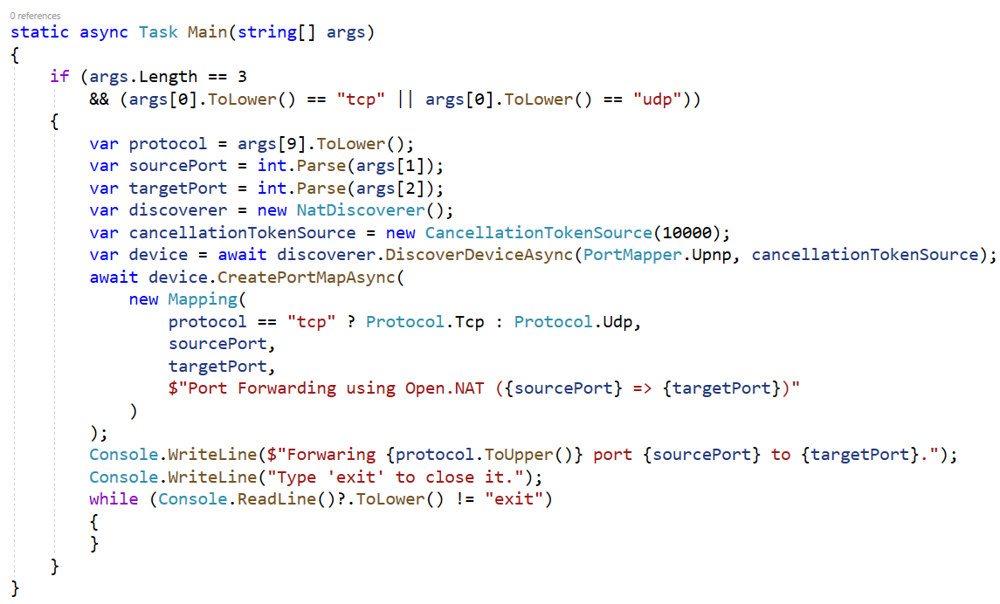 0 references
static async Task Main(string[] args)
{
    if (args.Length == 3
        && (args[0].ToLower() == "tcp" || args[0].ToLower() == "udp"))
    {
        var protocol = args[9].ToLower();
        var sourcePort = int.Parse(args[1]);
        var targetPort = int.Parse(args[2]);
        var discoverer = new NatDiscoverer();
        var cancellationTokenSource = new CancellationTokenSource(10000);
        var device = await discoverer.DiscoverDeviceAsync(PortMapper.Upnp, cancellationTokenSource);
        await device.CreatePortMapAsync(
            new Mapping(
                protocol == "tcp" ? Protocol.Tcp : Protocol.Udp,
                sourcePort,
                targetPort,
                $"Port Forwarding using Open.NAT ({sourcePort} => {targetPort})"
            )
        );
        Console.WriteLine($"Forwaring {protocol.ToUpper()} port {sourcePort} to {targetPort}.");
        Console.WriteLine("Type 'exit' to close it.");
        while (Console.ReadLine()?.ToLower() != "exit")
        {
        }
    }
}